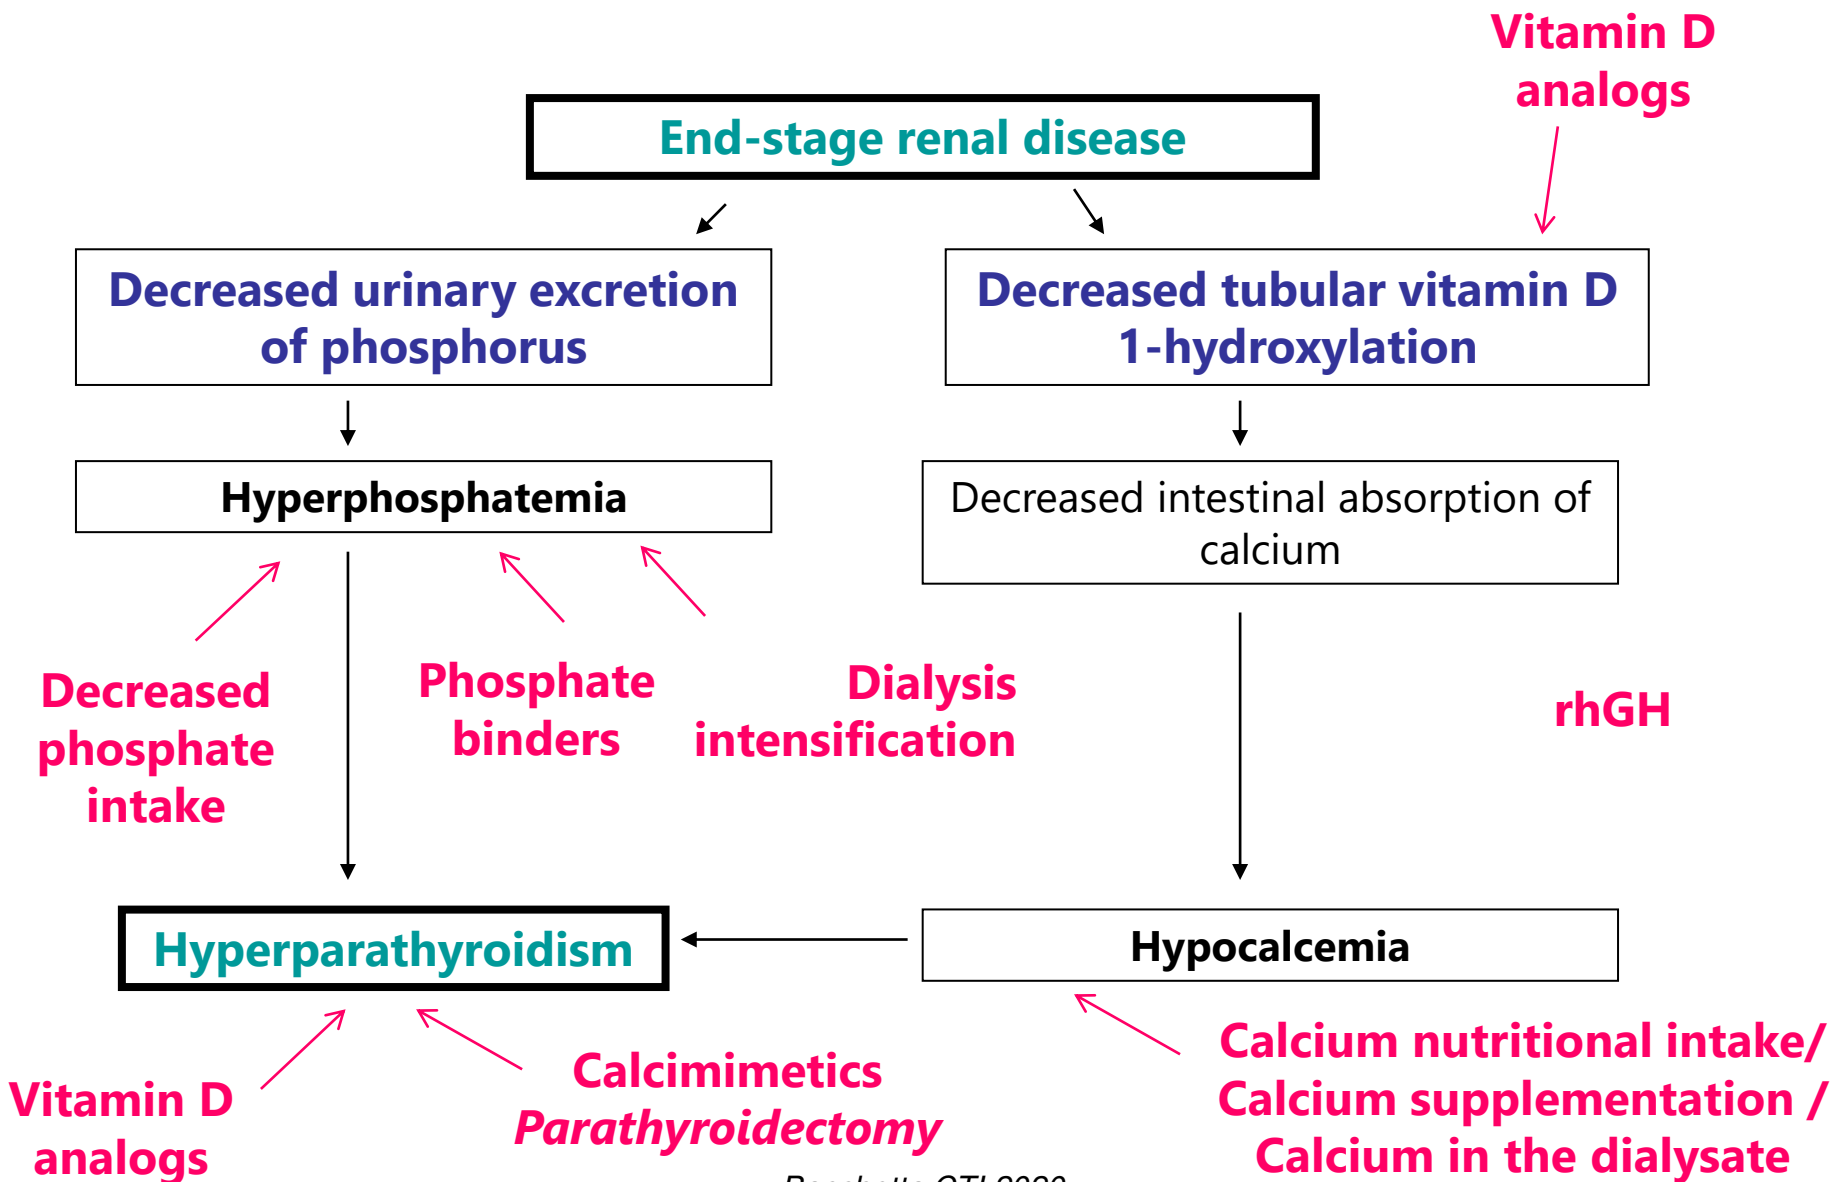 Vitamin D
analogs
End-stage renal disease
Decreased urinary excretion
of phosphorus
Decreased tubular vitamin D
1-hydroxylation
Hyperphosphatemia
Decreased intestinal absorption of
calcium
Decreased
phosphate
intake
Phosphate
binders
Dialysis
intensification
rhGH
Hyperparathyroidism
Hypocalcemia
Vitamin D
analogs
Calcimimetics
Parathyroidectomy
Calcium nutritional intake/
Calcium supplementation /
Calcium in the dialysate
2020